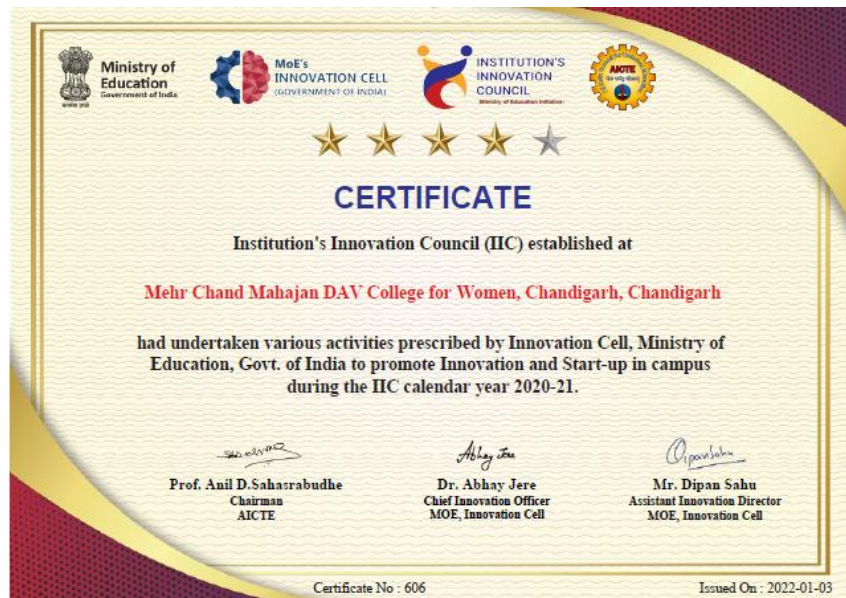 Ministry of
Education
Government of India
MoE's
INNOVATION CELL
(GOVERNMENT OF INDIA)
INSTITUTION'S
INNOVATION
COUNCIL
Ministry of Education Initiative
AICTE
CERTIFICATE
Institution's Innovation Council (IIC) established at
Mehr Chand Mahajan DAV College for Women, Chandigarh, Chandigarh
had undertaken various activities prescribed by Innovation Cell, Ministry of
Education, Govt. of India to promote Innovation and Start-up in campus
during the IIC calendar year 2020-21.
Abhay Jere
Dipansahu
Prof. Anil D.Sahasrabudhe
Chairman
AICTE
Dr. Abhay Jere
Chief Innovation Officer
MOE, Innovation Cell
Mr. Dipan Sahu
Assistant Innovation Director
MOE, Innovation Cell
Certificate No : 606
Issued On : 2022-01-03